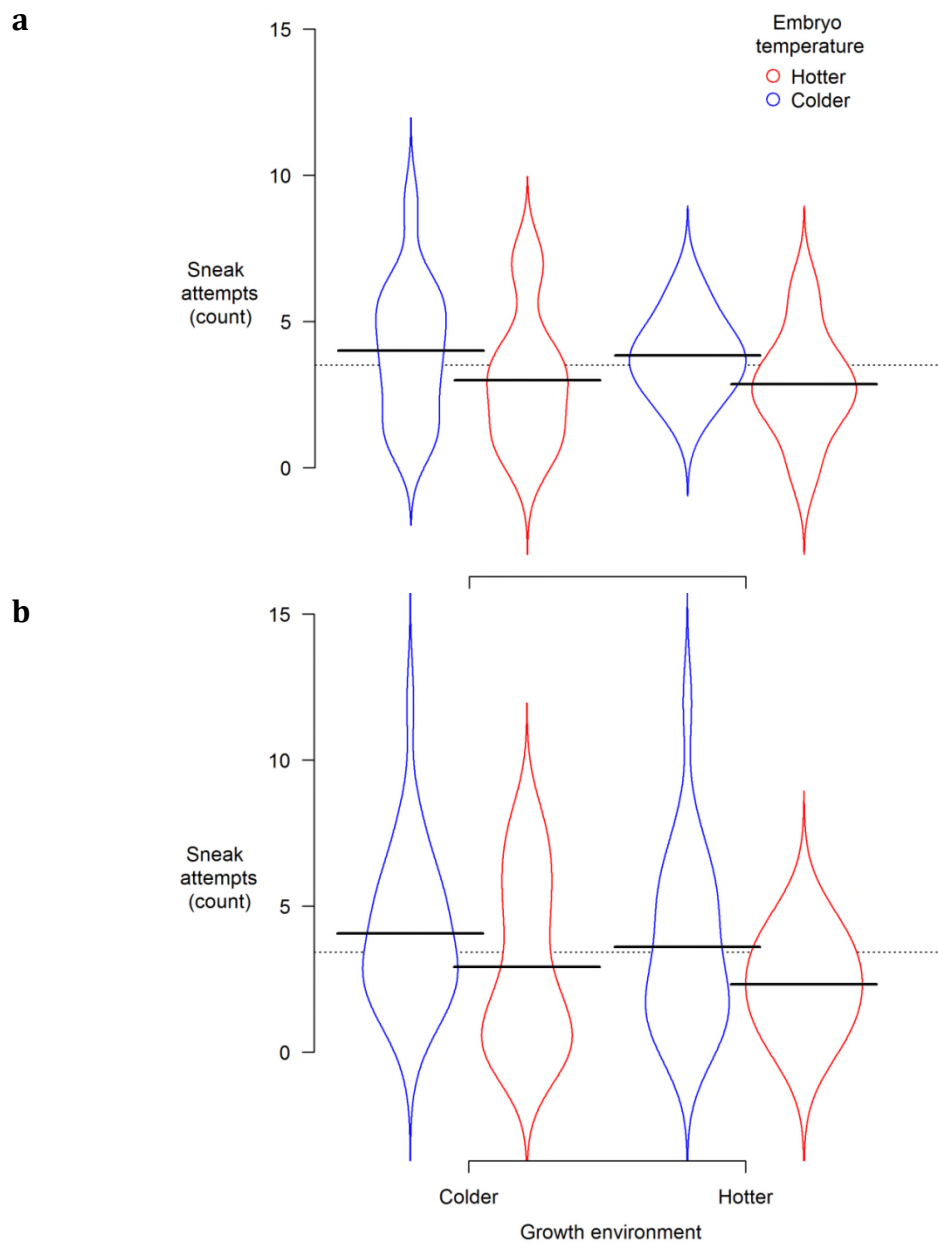 a
15
10
5
0
Sneak
attempts
(count)
Embryo
temperature
Hotter
Colder
b
15
10
5
0
Sneak
attempts
(count)
Colder
Hotter
Growth environment